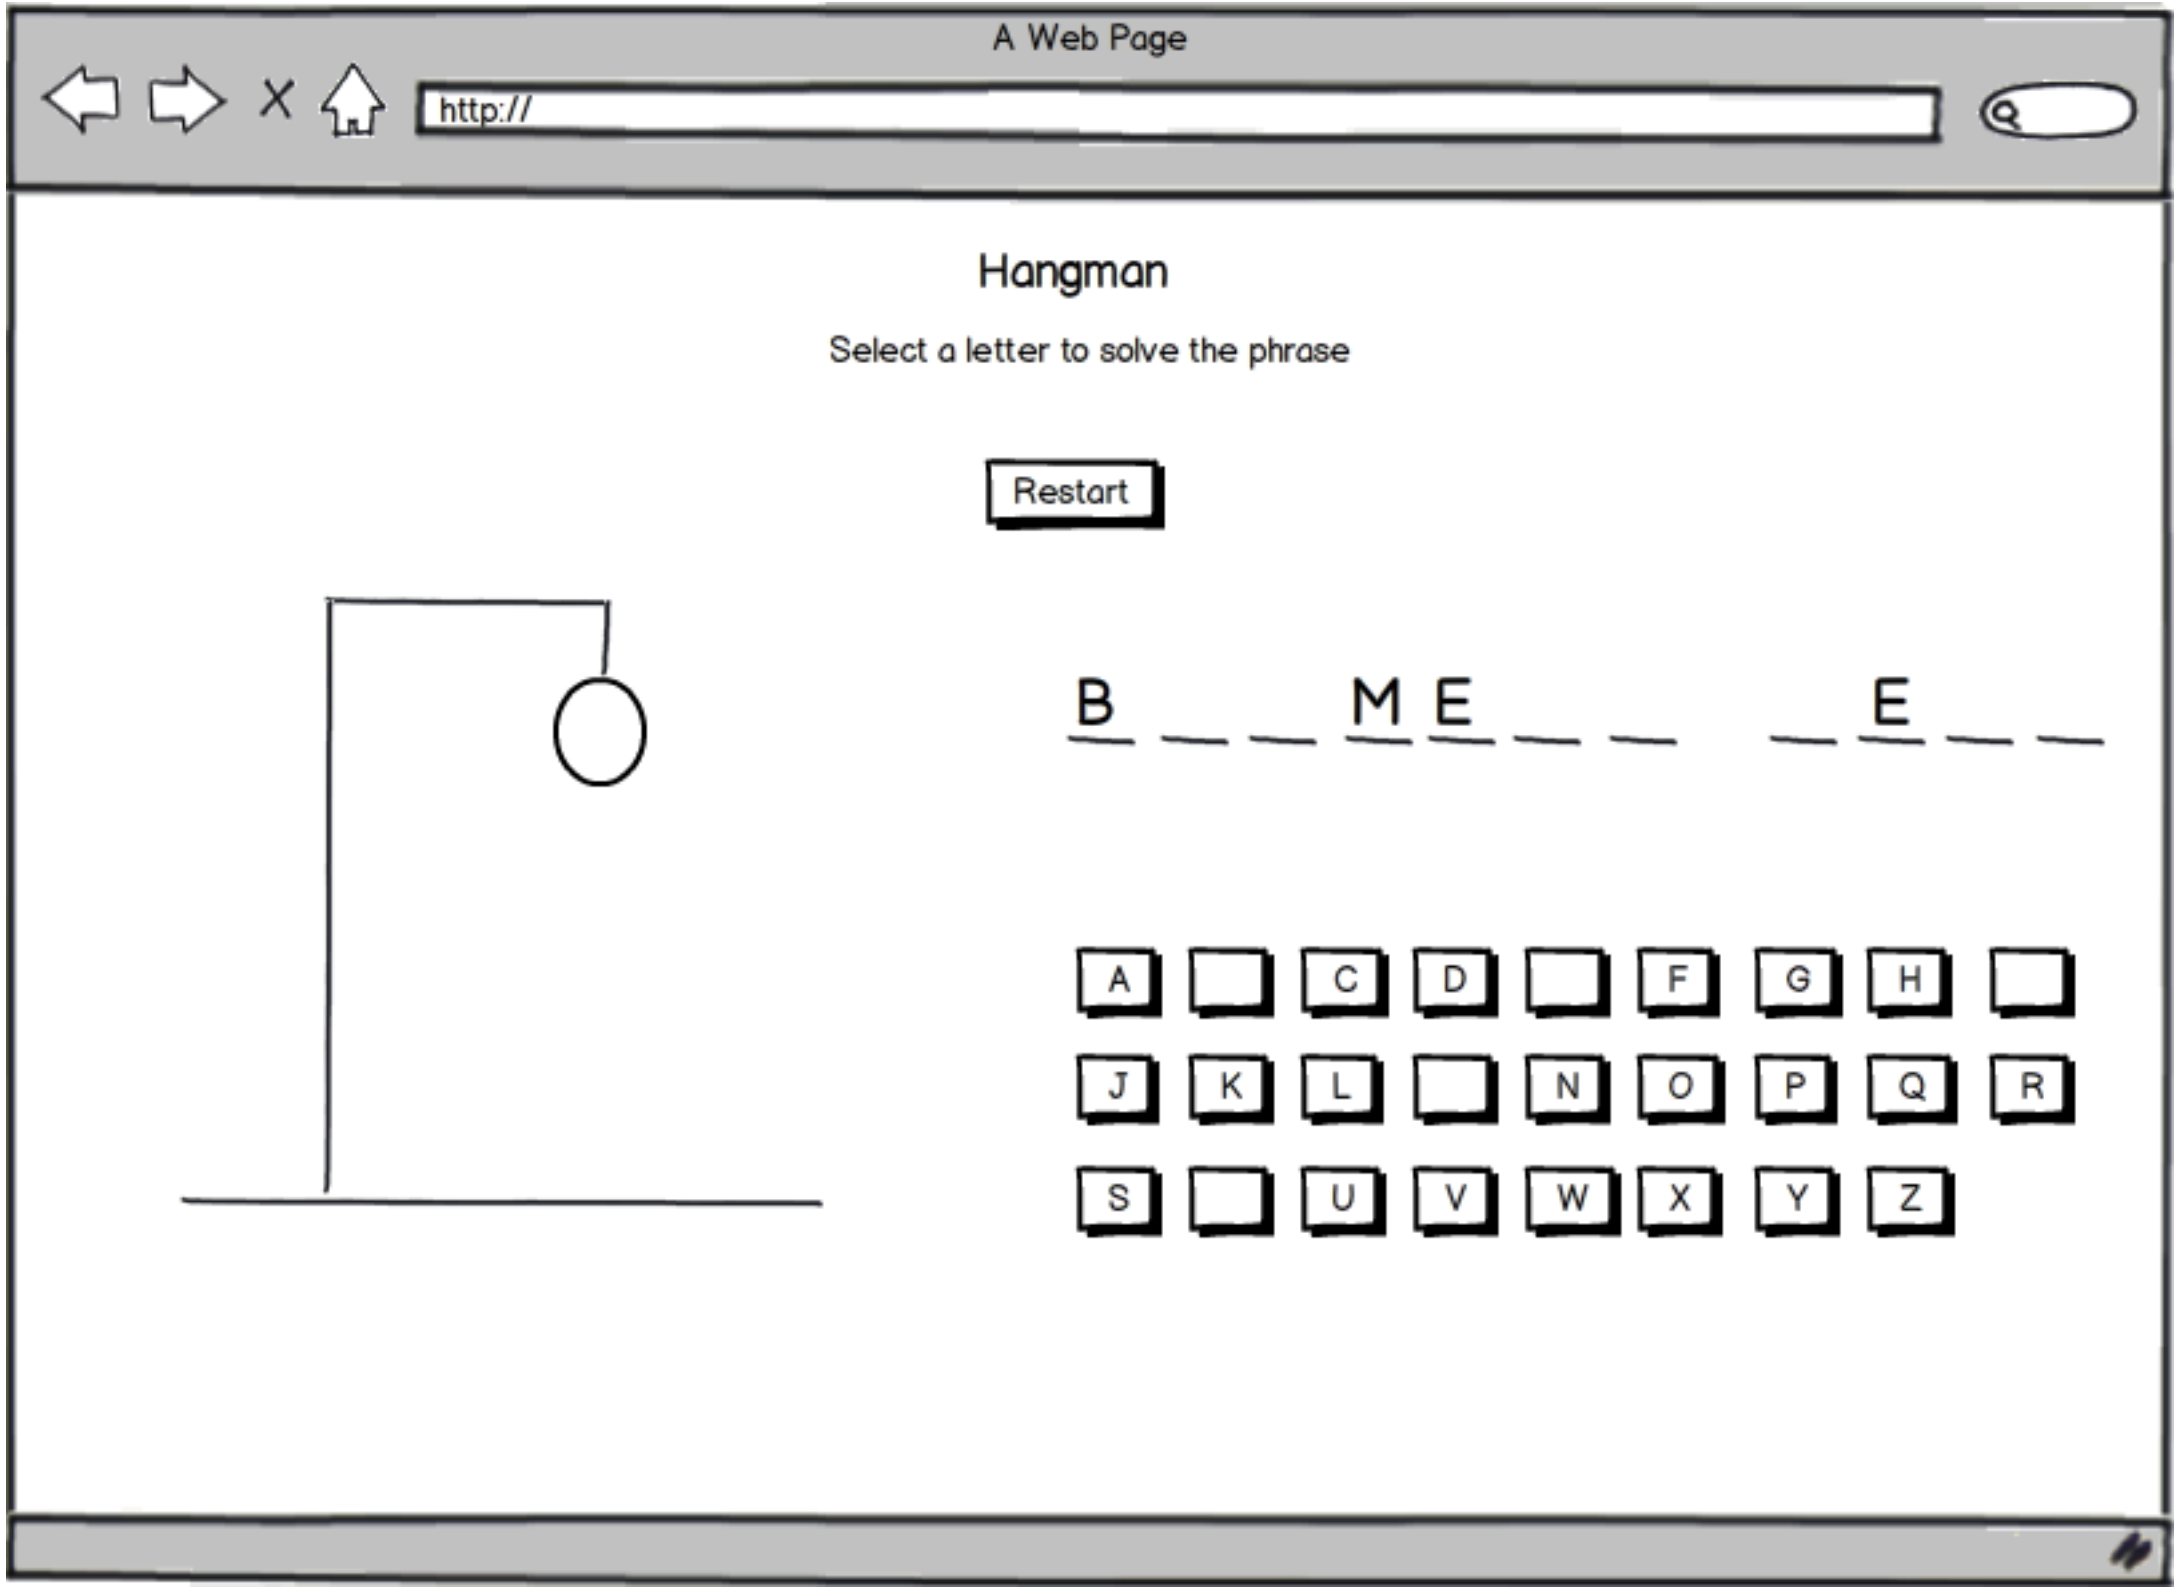 A Web Page
http://
Hangman
Select a letter to solve the phrase
Restart
B _ _ M E _ _ _ E _ _
A C D F G H
J K L N O P Q R
S U V W X Y Z